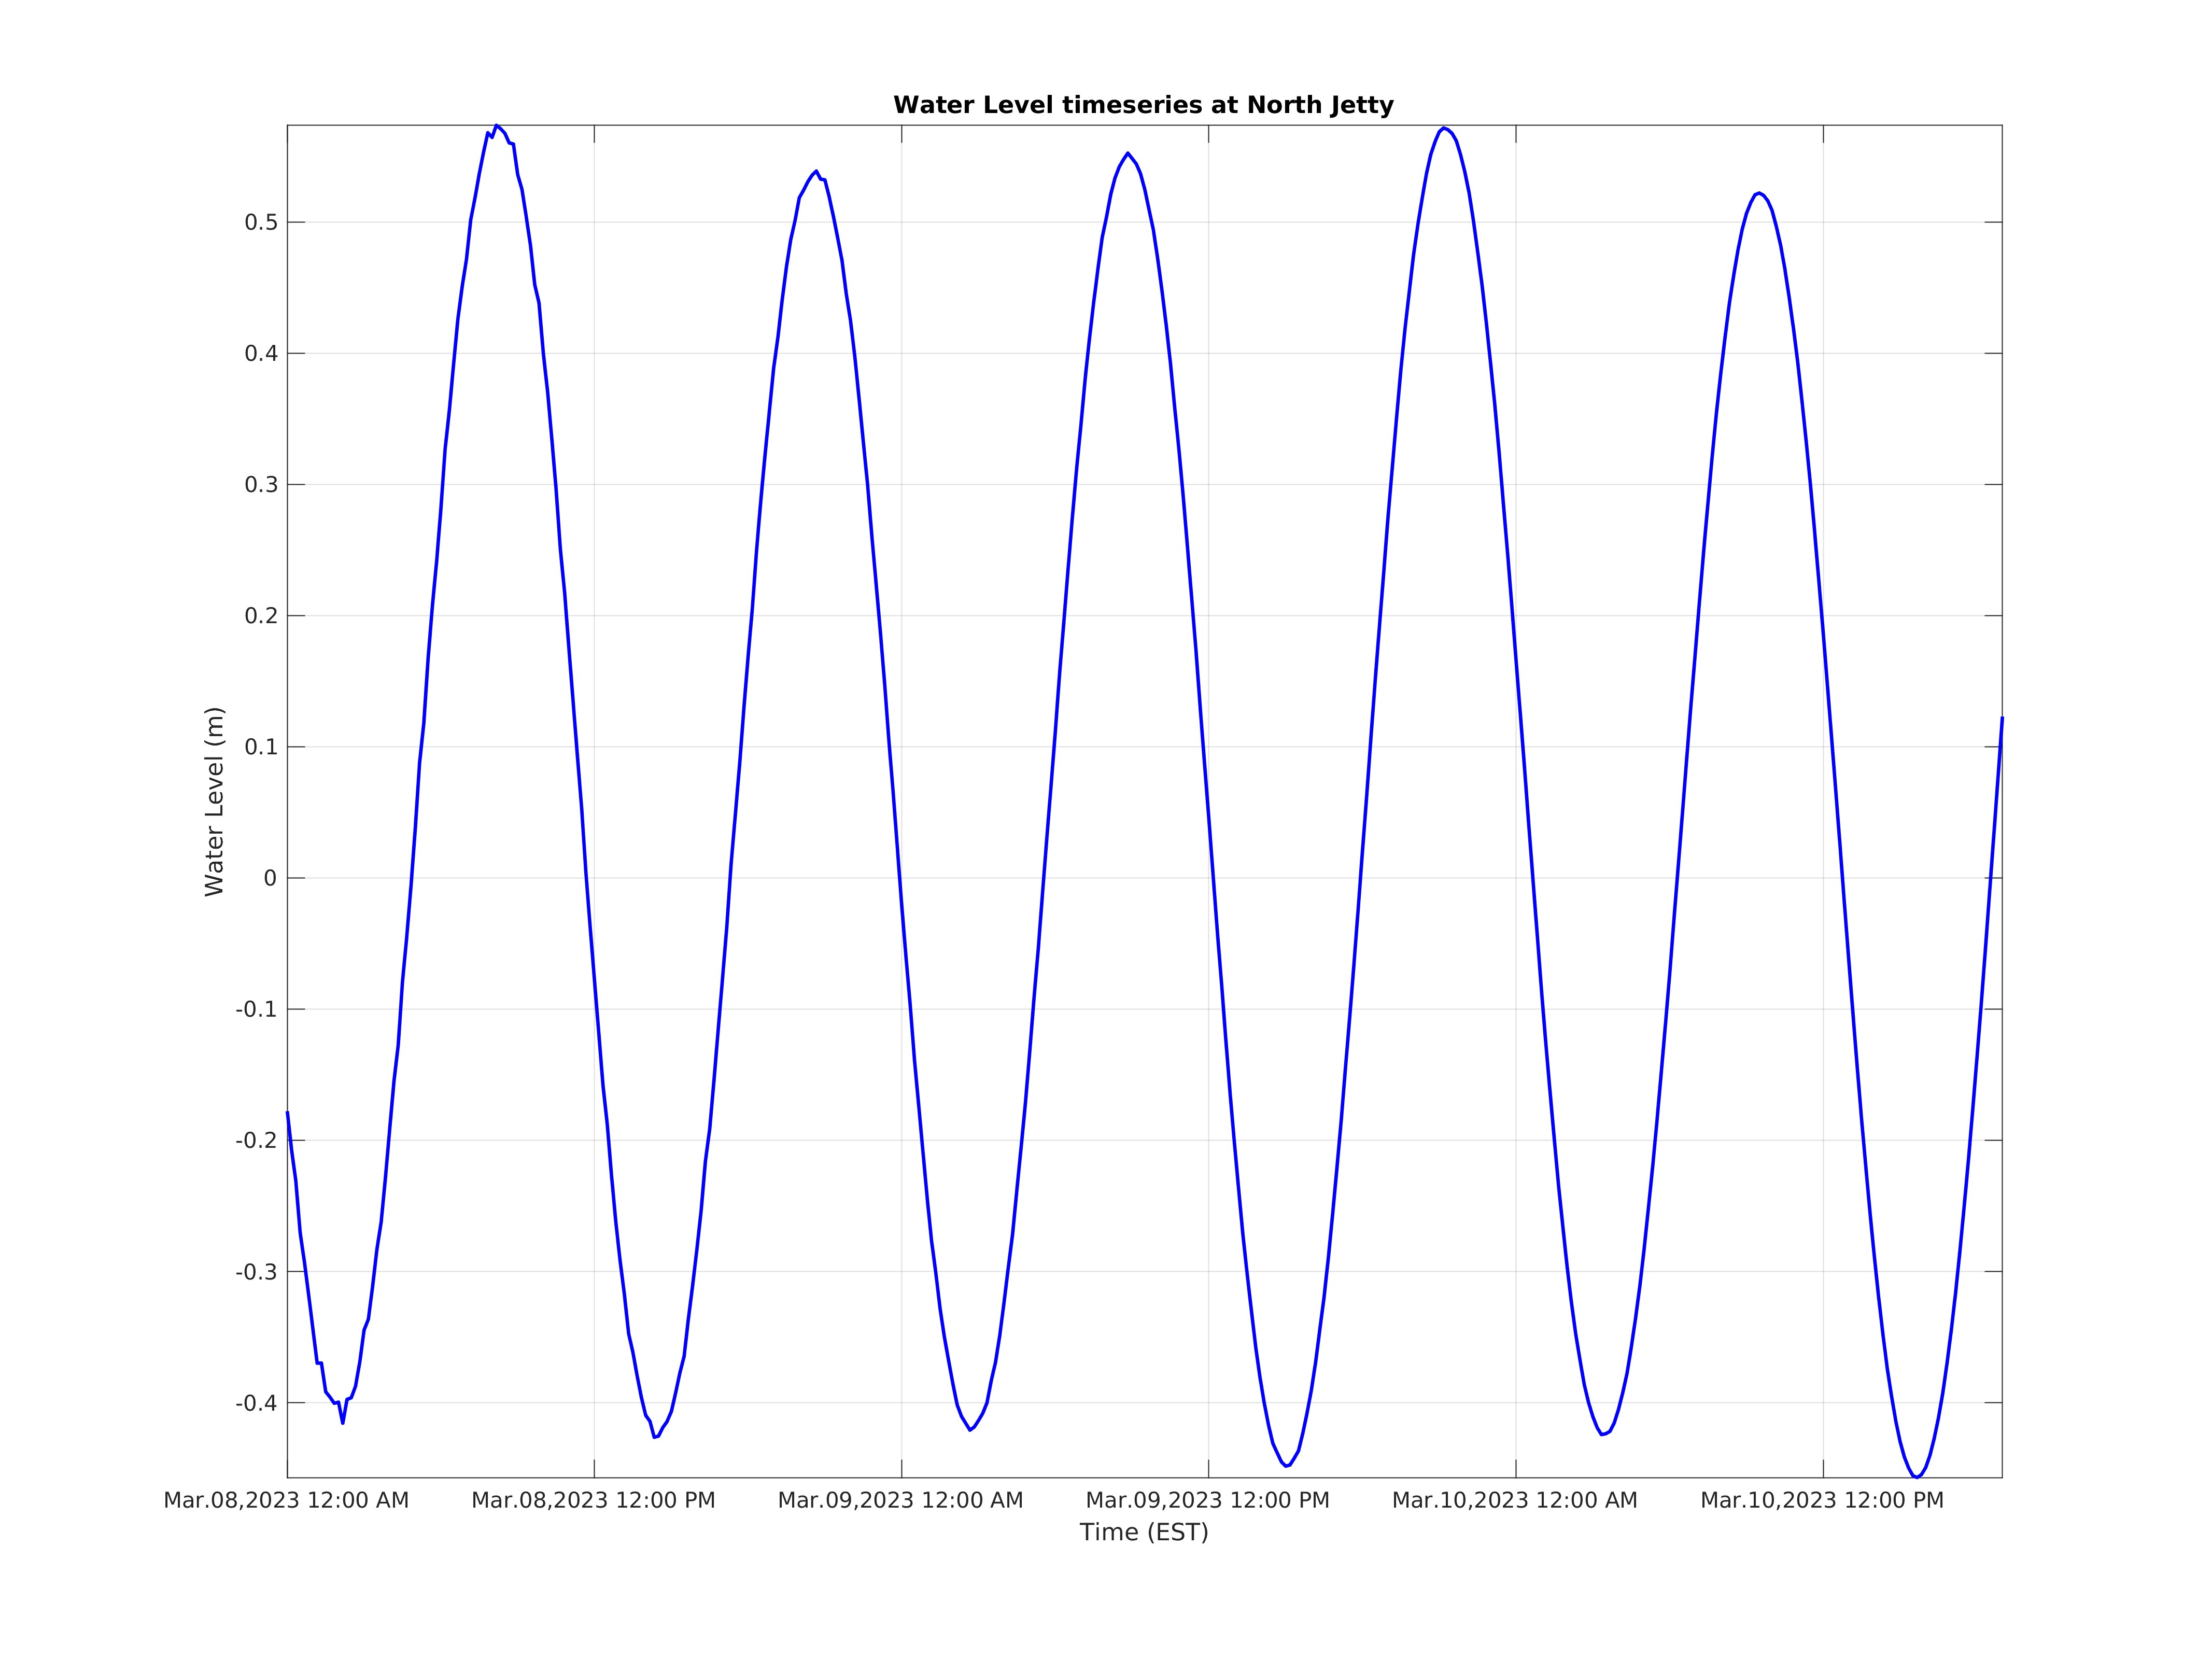 Water Level timeseries at North Jetty
0.5
0.4
0.3
0.2
0.1
0
-0.1
-0.2
-0.3
-0.4
Water Level (m)
Mar.08,2023 12:00 AM Mar.08,2023 12:00 PM Mar.09,2023 12:00 AM Mar.09,2023 12:00 PM Mar.10,2023 12:00 AM Mar.10,2023 12:00 PM
Time (EST)